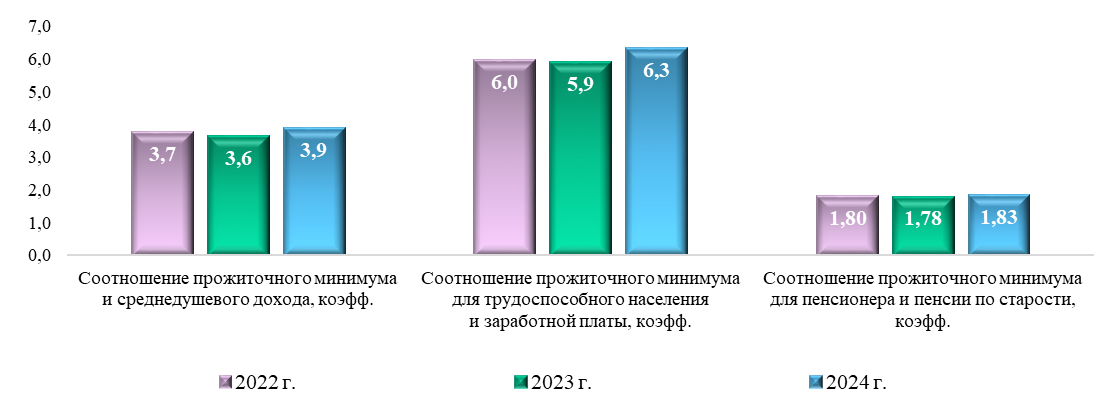 7,0
6,0
5,0
4,0
3,0
2,0
1,0
0,0
3,7
3,6
3,9
6,0
5,9
6,3
1,80
1,78
1,83
Соотношение прожиточного минимума
и среднедушевого дохода, коэфф.
Соотношение прожиточного минимума
для трудоспособного населения
и заработной платы, коэфф.
Соотношение прожиточного минимума
для пенсионера и пенсии по старости,
коэфф.
2022 г.
2023 г.
2024 г.